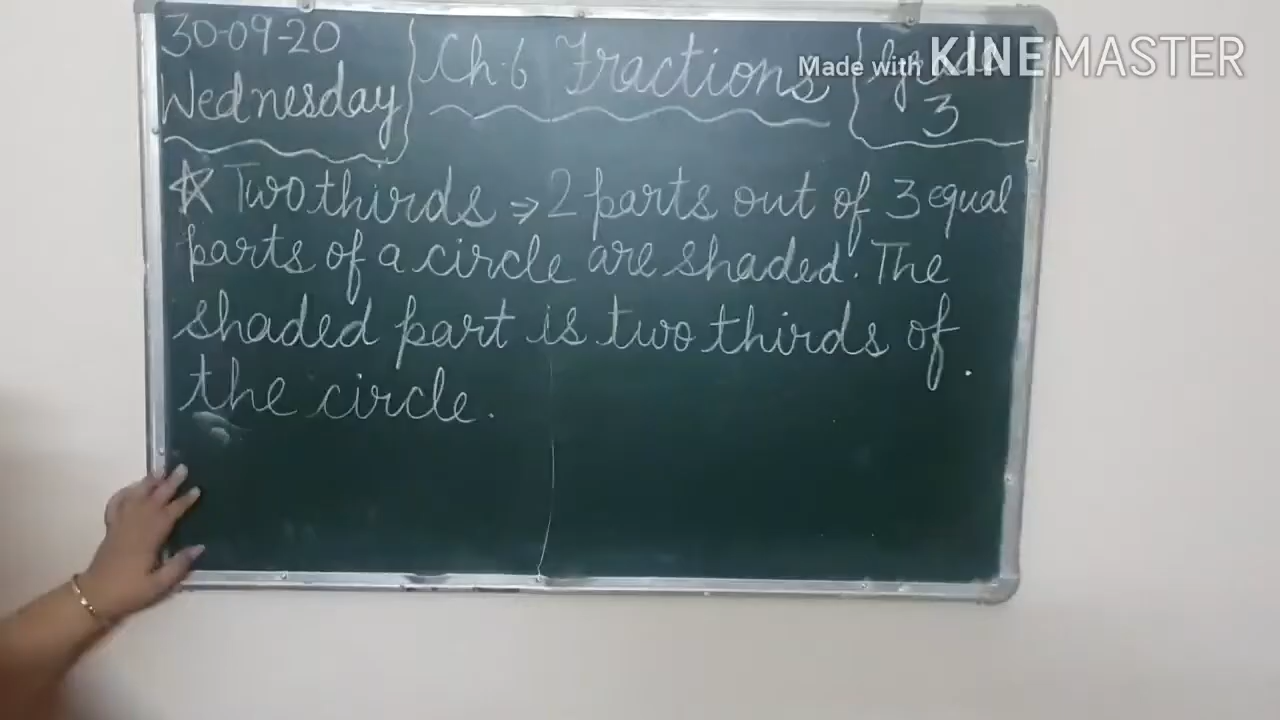 30-09-20
Wednesday
Ch-6 Fractions
Grade
3
Made with KINEMASTER
☆ Two thirds ⇒ 2 parts out of 3 equal
parts of a circle are shaded. The
shaded part is two thirds of
the circle.